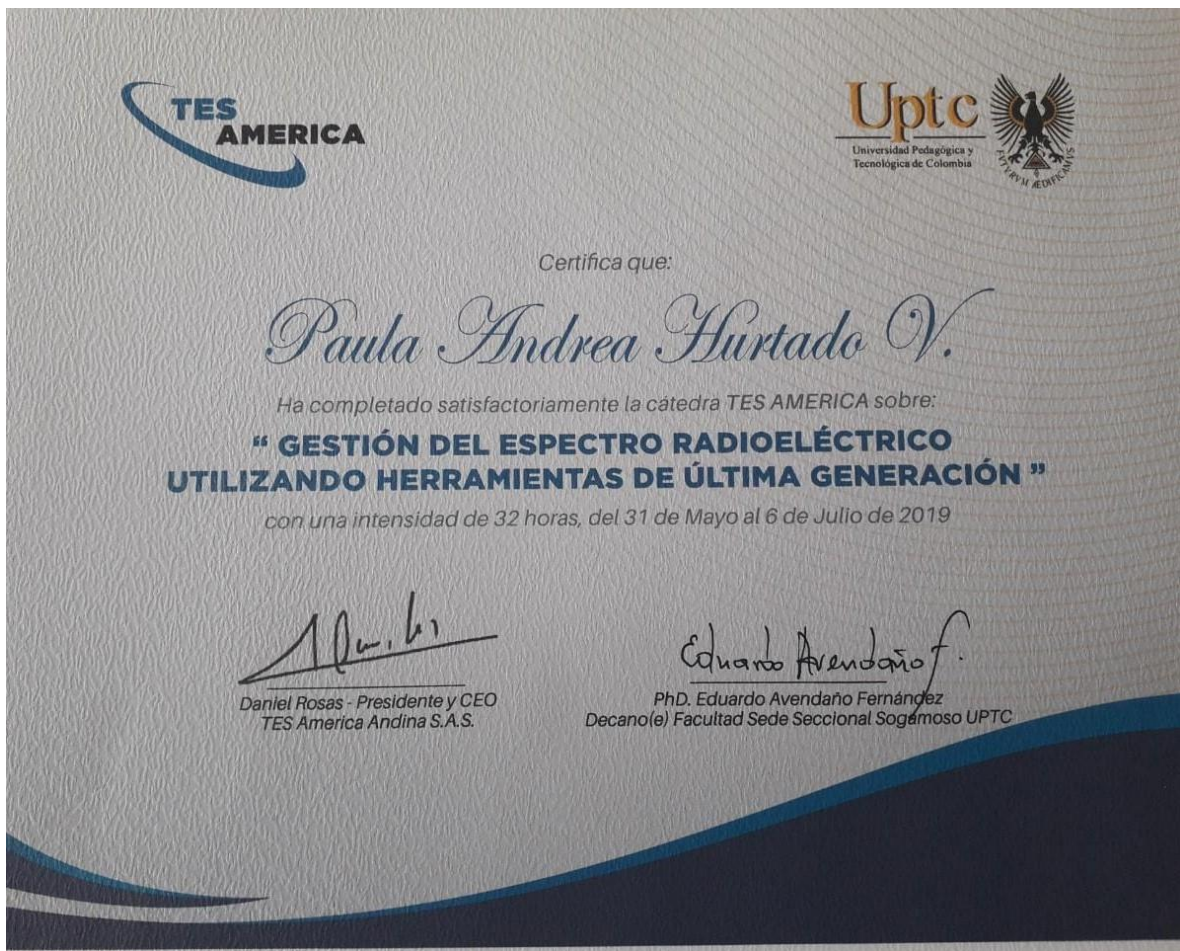 TES
AMERICA
Uptc
Universidad Pedagógica y
Tecnológica de Colombia
FVTVRVM ÆDIFICAMVS
Certifica que:
Paula Andrea Hurtado V.
Ha completado satisfactoriamente la cátedra TES AMERICA sobre:
“ GESTIÓN DEL ESPECTRO RADIOELÉCTRICO
UTILIZANDO HERRAMIENTAS DE ÚLTIMA GENERACIÓN ”
con una intensidad de 32 horas, del 31 de Mayo al 6 de Julio de 2019
Eduardo Avendaño f.
Daniel Rosas - Presidente y CEO
TES America Andina S.A.S.
PhD. Eduardo Avendaño Fernández
Decano(e) Facultad Sede Seccional Sogamoso UPTC